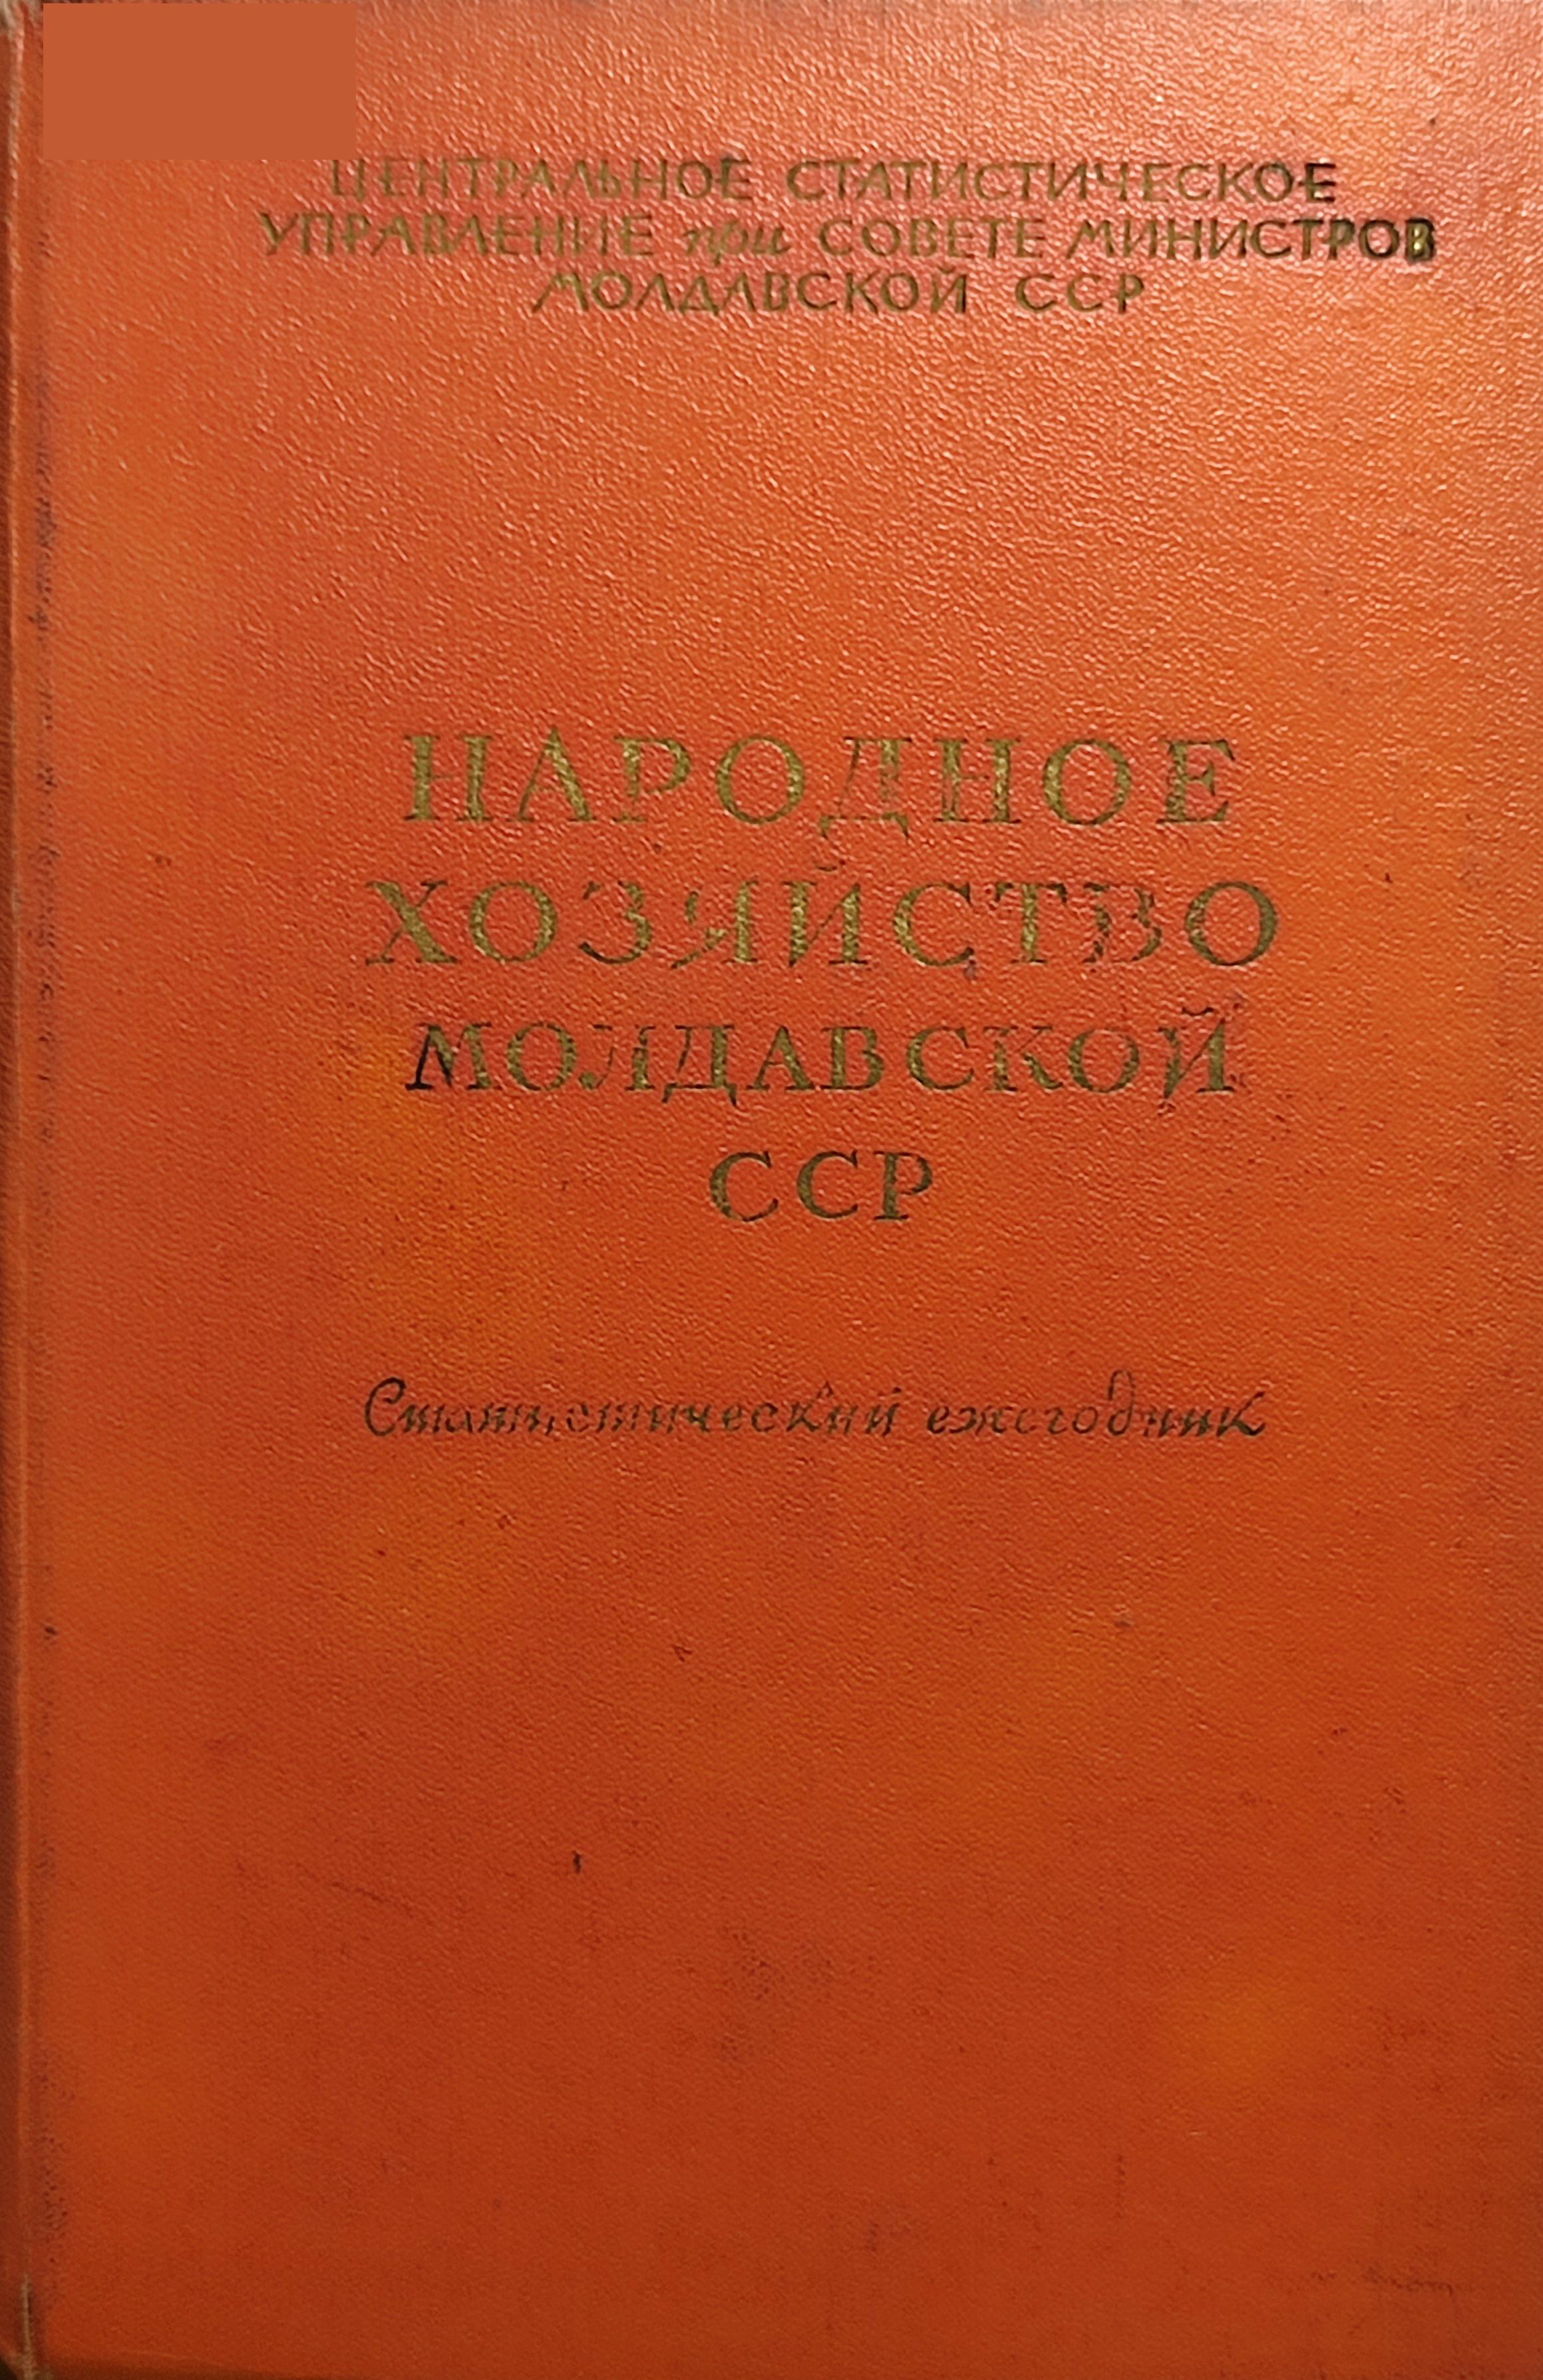 ЦЕНТРАЛЬНОЕ СТАТИСТИЧЕСКОЕ
УПРАВЛЕНИЕ при СОВЕТЕ МИНИСТРОВ
МОЛДАВСКОЙ ССР
НАРОДНОЕ
ХОЗЯЙСТВО
МОЛДАВСКОЙ
ССР
Статистический ежегодник